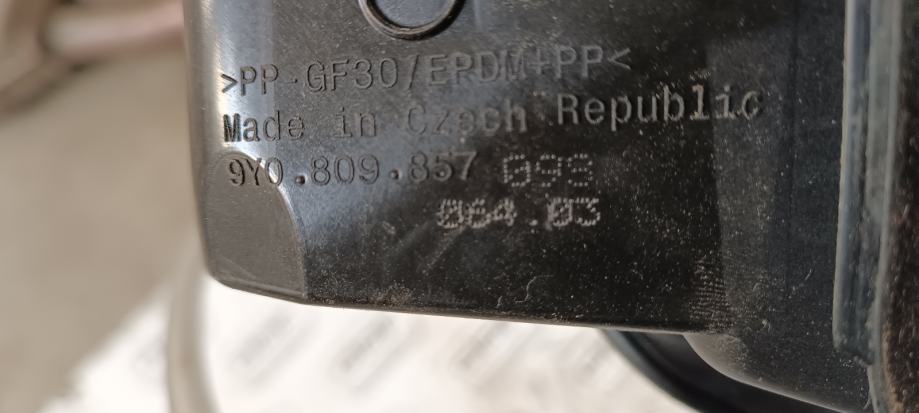 >PP-GF30/EPDM+PP<
Made in Czech Republic
9Y0.809.857
064.03